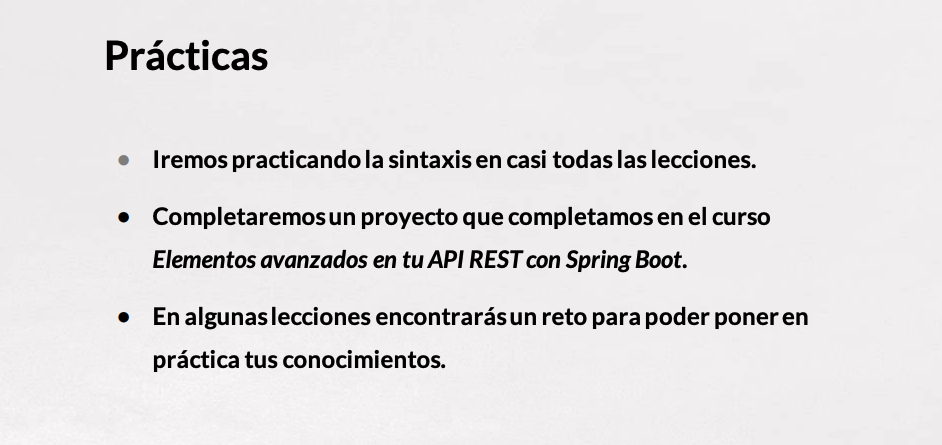 Prácticas
● Iremos practicando la sintaxis en casi todas las lecciones.
● Completaremos un proyecto que completamos en el curso
Elementos avanzados en tu API REST con Spring Boot.
● En algunas lecciones encontrarás un reto para poder poner en
práctica tus conocimientos.